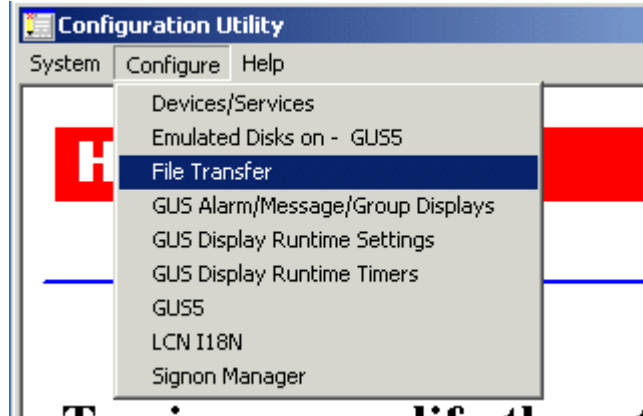 Configuration Utility
System Configure Help
Devices/Services
Emulated Disks on - GUS5
File Transfer
GUS Alarm/Message/Group Displays
GUS Display Runtime Settings
GUS Display Runtime Timers
GUS5
LCN I18N
Signon Manager